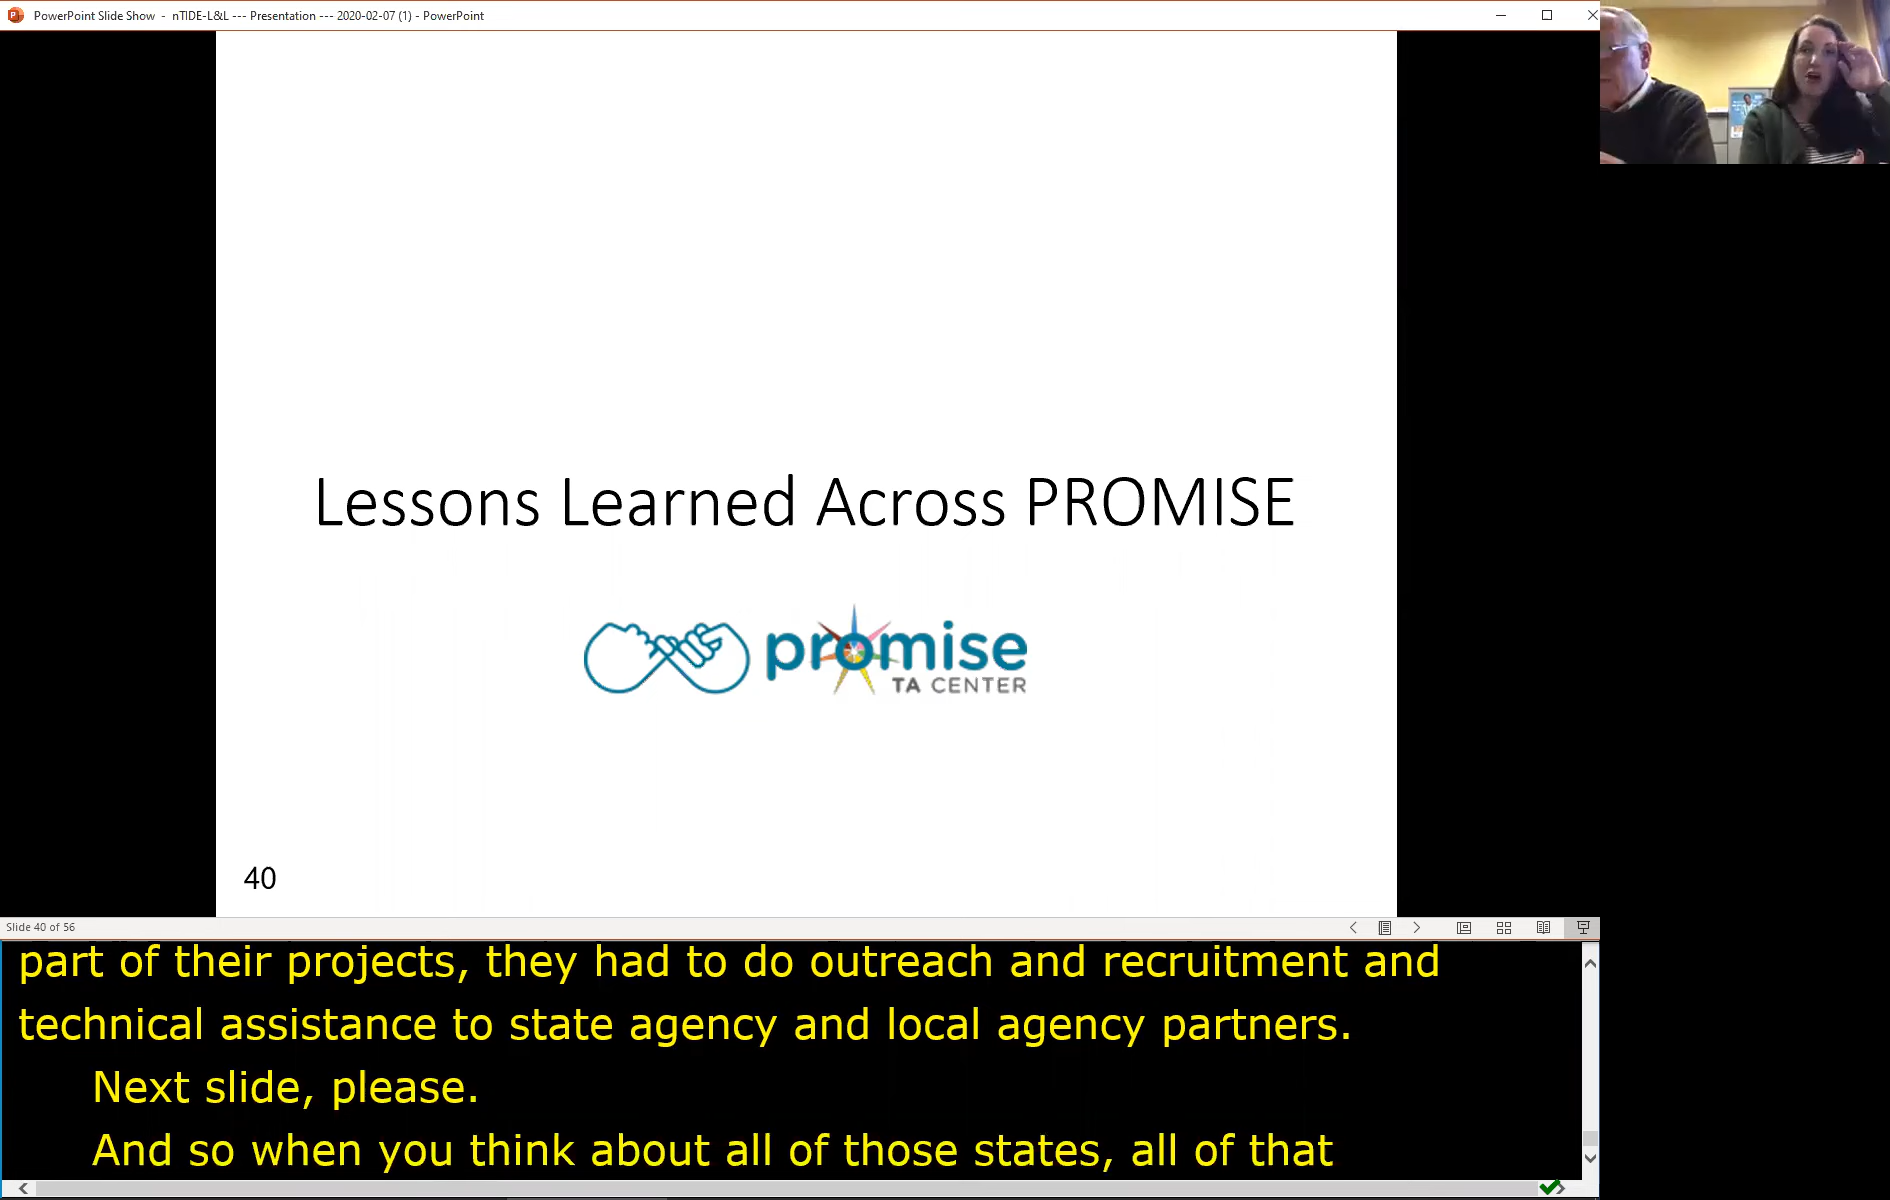 PowerPoint Slide Show - nTIDE-L&L --- Presentation --- 2020-02-07 (1) - PowerPoint
Lessons Learned Across PROMISE
promise
TA CENTER
40
Slide 40 of 56
part of their projects, they had to do outreach and recruitment and
technical assistance to state agency and local agency partners.
Next slide, please.
And so when you think about all of those states, all of that